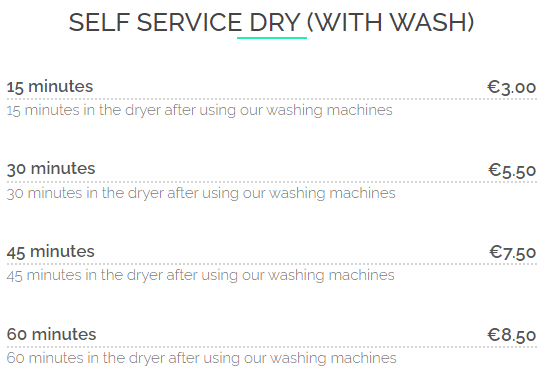 SELF SERVICE DRY (WITH WASH)
15 minutes €3.00
15 minutes in the dryer after using our washing machines
30 minutes €5.50
30 minutes in the dryer after using our washing machines
45 minutes €7.50
45 minutes in the dryer after using our washing machines
60 minutes €8.50
60 minutes in the dryer after using our washing machines